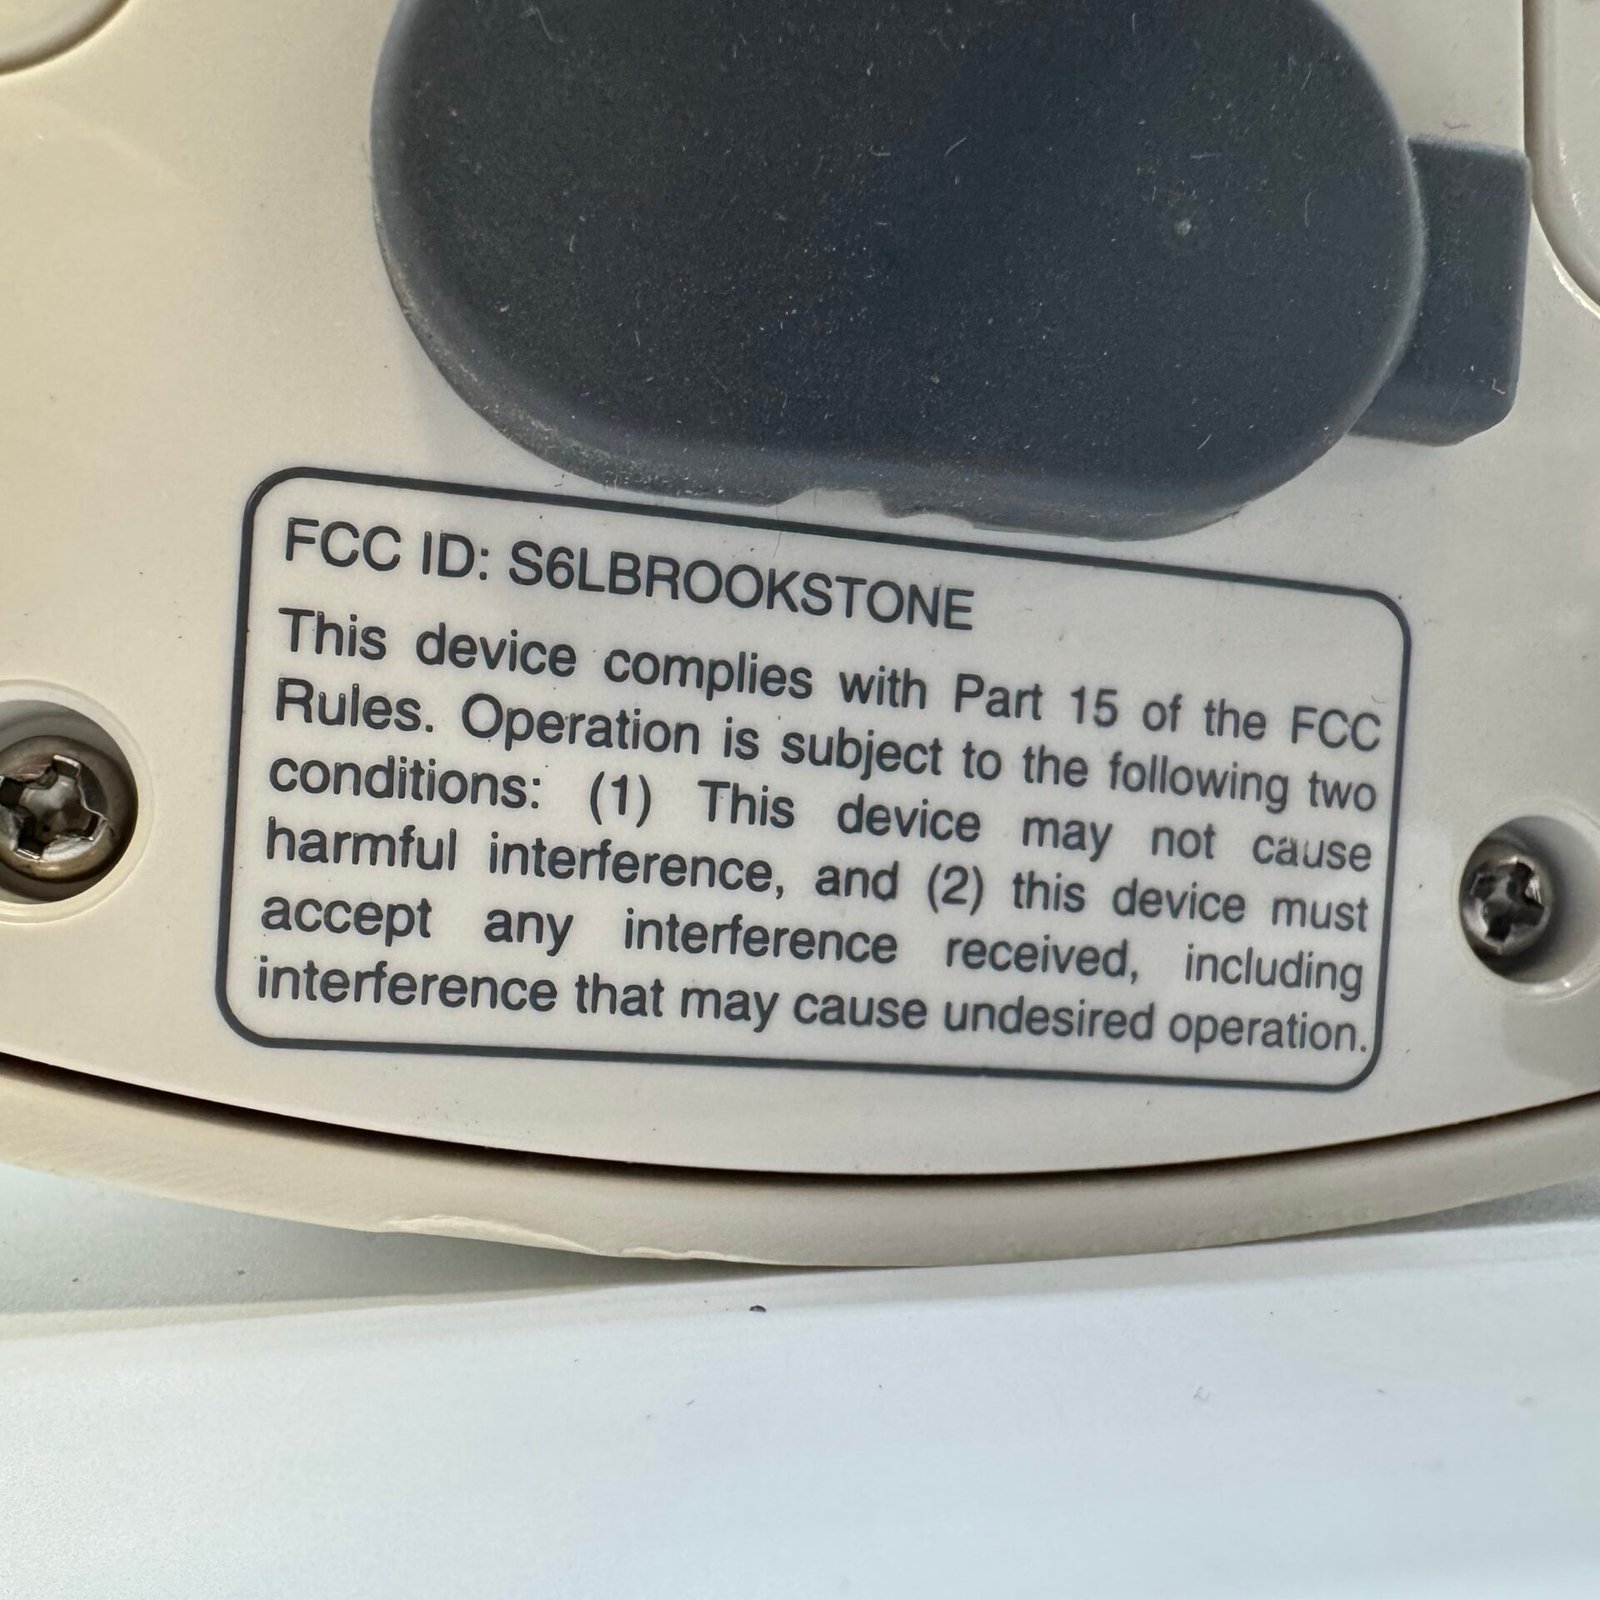 FCC ID: S6LBROOKSTONE
This device complies with Part 15 of the FCC
Rules. Operation is subject to the following two
conditions: (1) This device may not cause
harmful interference, and (2) this device must
accept any interference received, including
interference that may cause undesired operation.